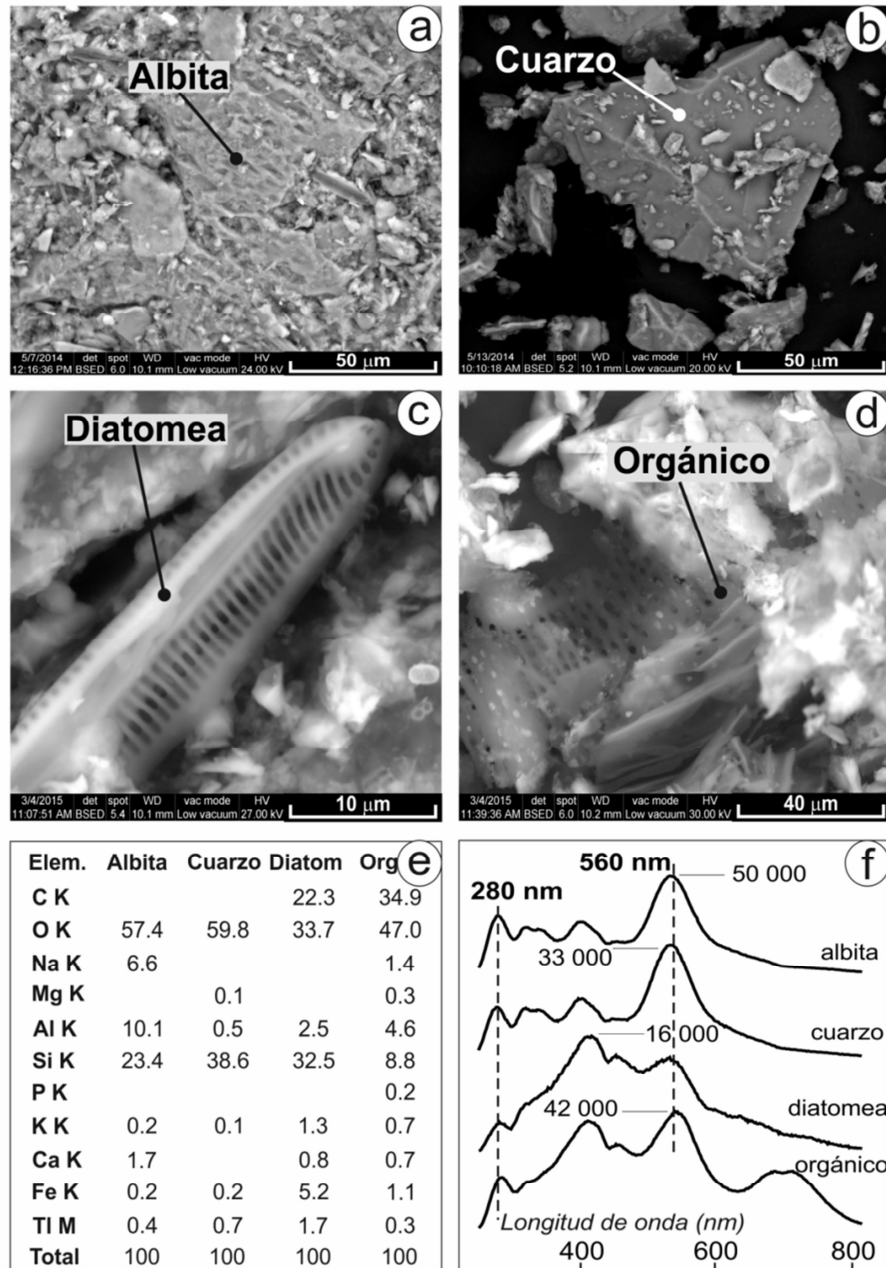 a
Albita
5/7/2014 det spot WD vac mode HV
12:16:36 PM BSED 6.0 10.1 mm Low vacuum 24.00 kV
50 µm
b
Cuarzo
5/13/2014 det spot WD vac mode HV
10:10:18 AM BSED 5.2 10.1 mm Low vacuum 20.00 kV
50 µm
c
Diatomea
3/4/2015 det spot WD vac mode HV
11:07:51 AM BSED 5.4 10.1 mm Low vacuum 27.00 kV
10 µm
d
Orgánico
3/4/2015 det spot WD vac mode HV
11:39:36 AM BSED 6.0 10.2 mm Low vacuum 30.00 kV
40 µm
e
Elem. Albita Cuarzo Diatom Org
C K 22.3 34.9
O K 57.4 59.8 33.7 47.0
Na K 6.6 1.4
Mg K 0.1 0.3
Al K 10.1 0.5 2.5 4.6
Si K 23.4 38.6 32.5 8.8
P K 0.2
K K 0.2 0.1 1.3 0.7
Ca K 1.7 0.8 0.7
Fe K 0.2 0.2 5.2 1.1
Tl M 0.4 0.7 1.7 0.3
Total 100 100 100 100
f
560 nm
50 000
280 nm
albita
33 000
cuarzo
16 000
diatomea
42 000
orgánico
Longitud de onda (nm)
400 600 800